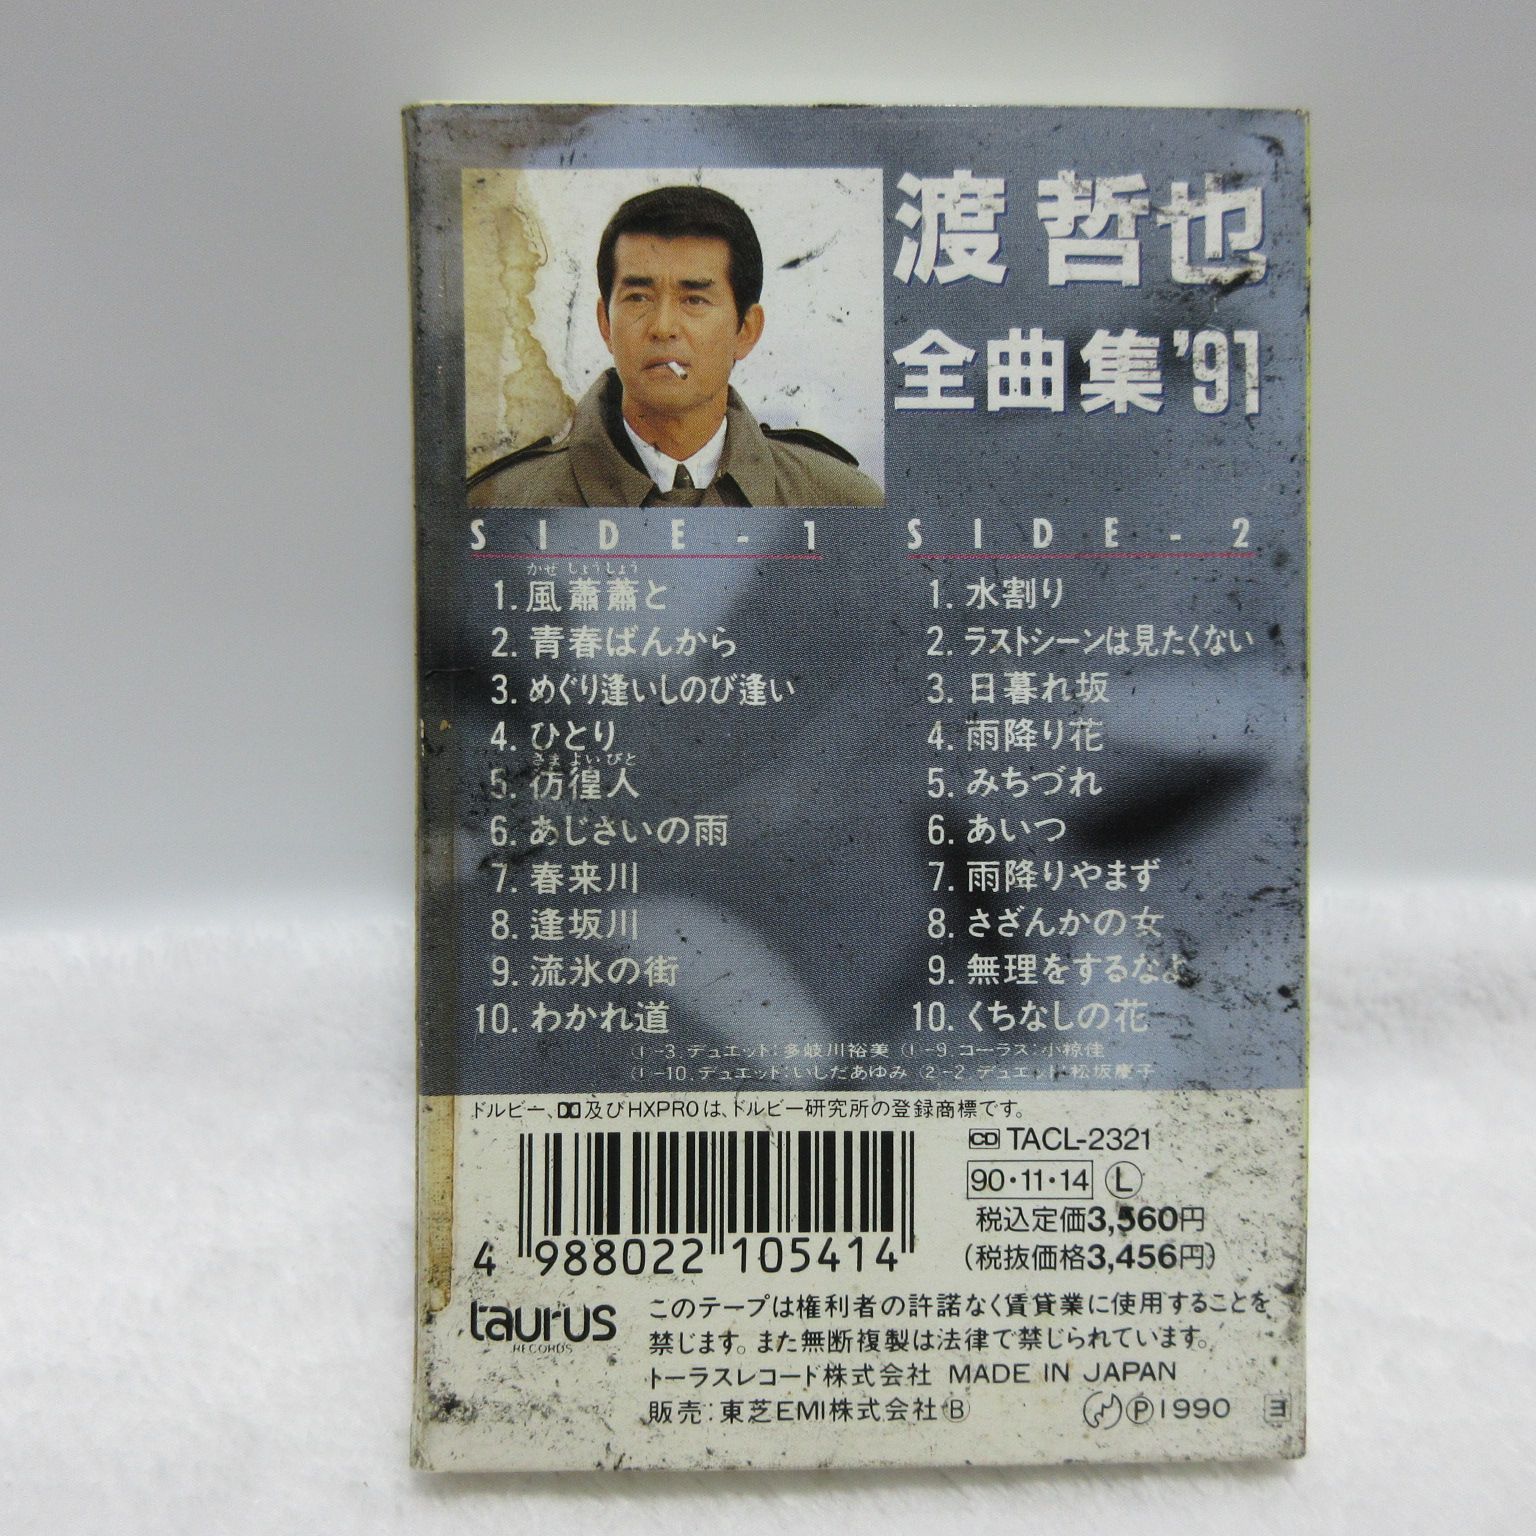 渡 哲也
全曲集'91
SIDE-1
かぜ しょうしょう
1. 風蕭蕭と
2. 青春ばんから
3. めぐり逢いしのび逢い
4. ひとり
さまよいびと
5. 彷徨人
6. あじさいの雨
7. 春来川
8. 逢坂川
9. 流氷の街
10. わかれ道
SIDE-2
1. 水割り
2. ラストシーンは見たくない
3. 日暮れ坂
4. 雨降り花
5. みちづれ
6. あいつ
7. 雨降りやまず
8. さざんかの女
9. 無理をするなよ
10. くちなしの花
①-3. デュエット:多岐川裕美 ①-9. コーラス:小椋佳
①-10. デュエット:いしだあゆみ ②-2. デュエット:松坂慶子
ドルビー、及びHXPROは、ドルビー研究所の登録商標です。
CD TACL-2321
90・11・14 Ⓛ
税込定価3,560円
(税抜価格3,456円)
4 988022 105414
taurus
RECORDS
このテープは権利者の許諾なく賃貸業に使用することを
禁じます。また無断複製は法律で禁じられています。
トーラスレコード株式会社 MADE IN JAPAN
販売:東芝EMI株式会社Ⓑ
Ⓟ1990 ヨ